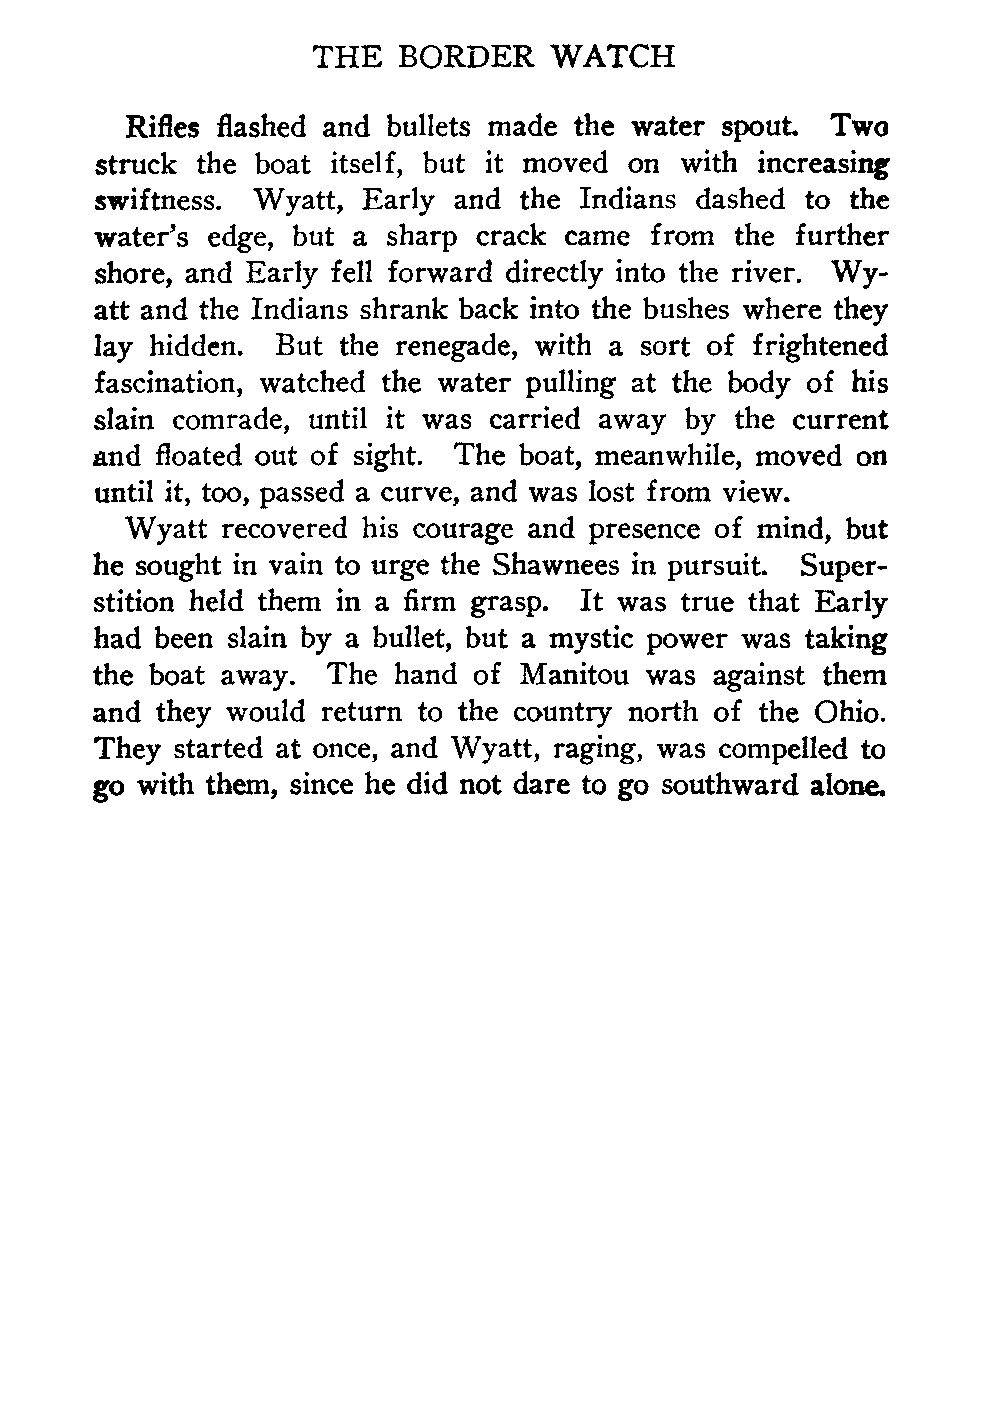 THE BORDER WATCH
Rifles flashed and bullets made the water spout. Two
struck the boat itself, but it moved on with increasing
swiftness. Wyatt, Early and the Indians dashed to the
water's edge, but a sharp crack came from the further
shore, and Early fell forward directly into the river. Wy-
att and the Indians shrank back into the bushes where they
lay hidden. But the renegade, with a sort of frightened
fascination, watched the water pulling at the body of his
slain comrade, until it was carried away by the current
and floated out of sight. The boat, meanwhile, moved on
until it, too, passed a curve, and was lost from view.
Wyatt recovered his courage and presence of mind, but
he sought in vain to urge the Shawnees in pursuit. Super-
stition held them in a firm grasp. It was true that Early
had been slain by a bullet, but a mystic power was taking
the boat away. The hand of Manitou was against them
and they would return to the country north of the Ohio.
They started at once, and Wyatt, raging, was compelled to
go with them, since he did not dare to go southward alone.